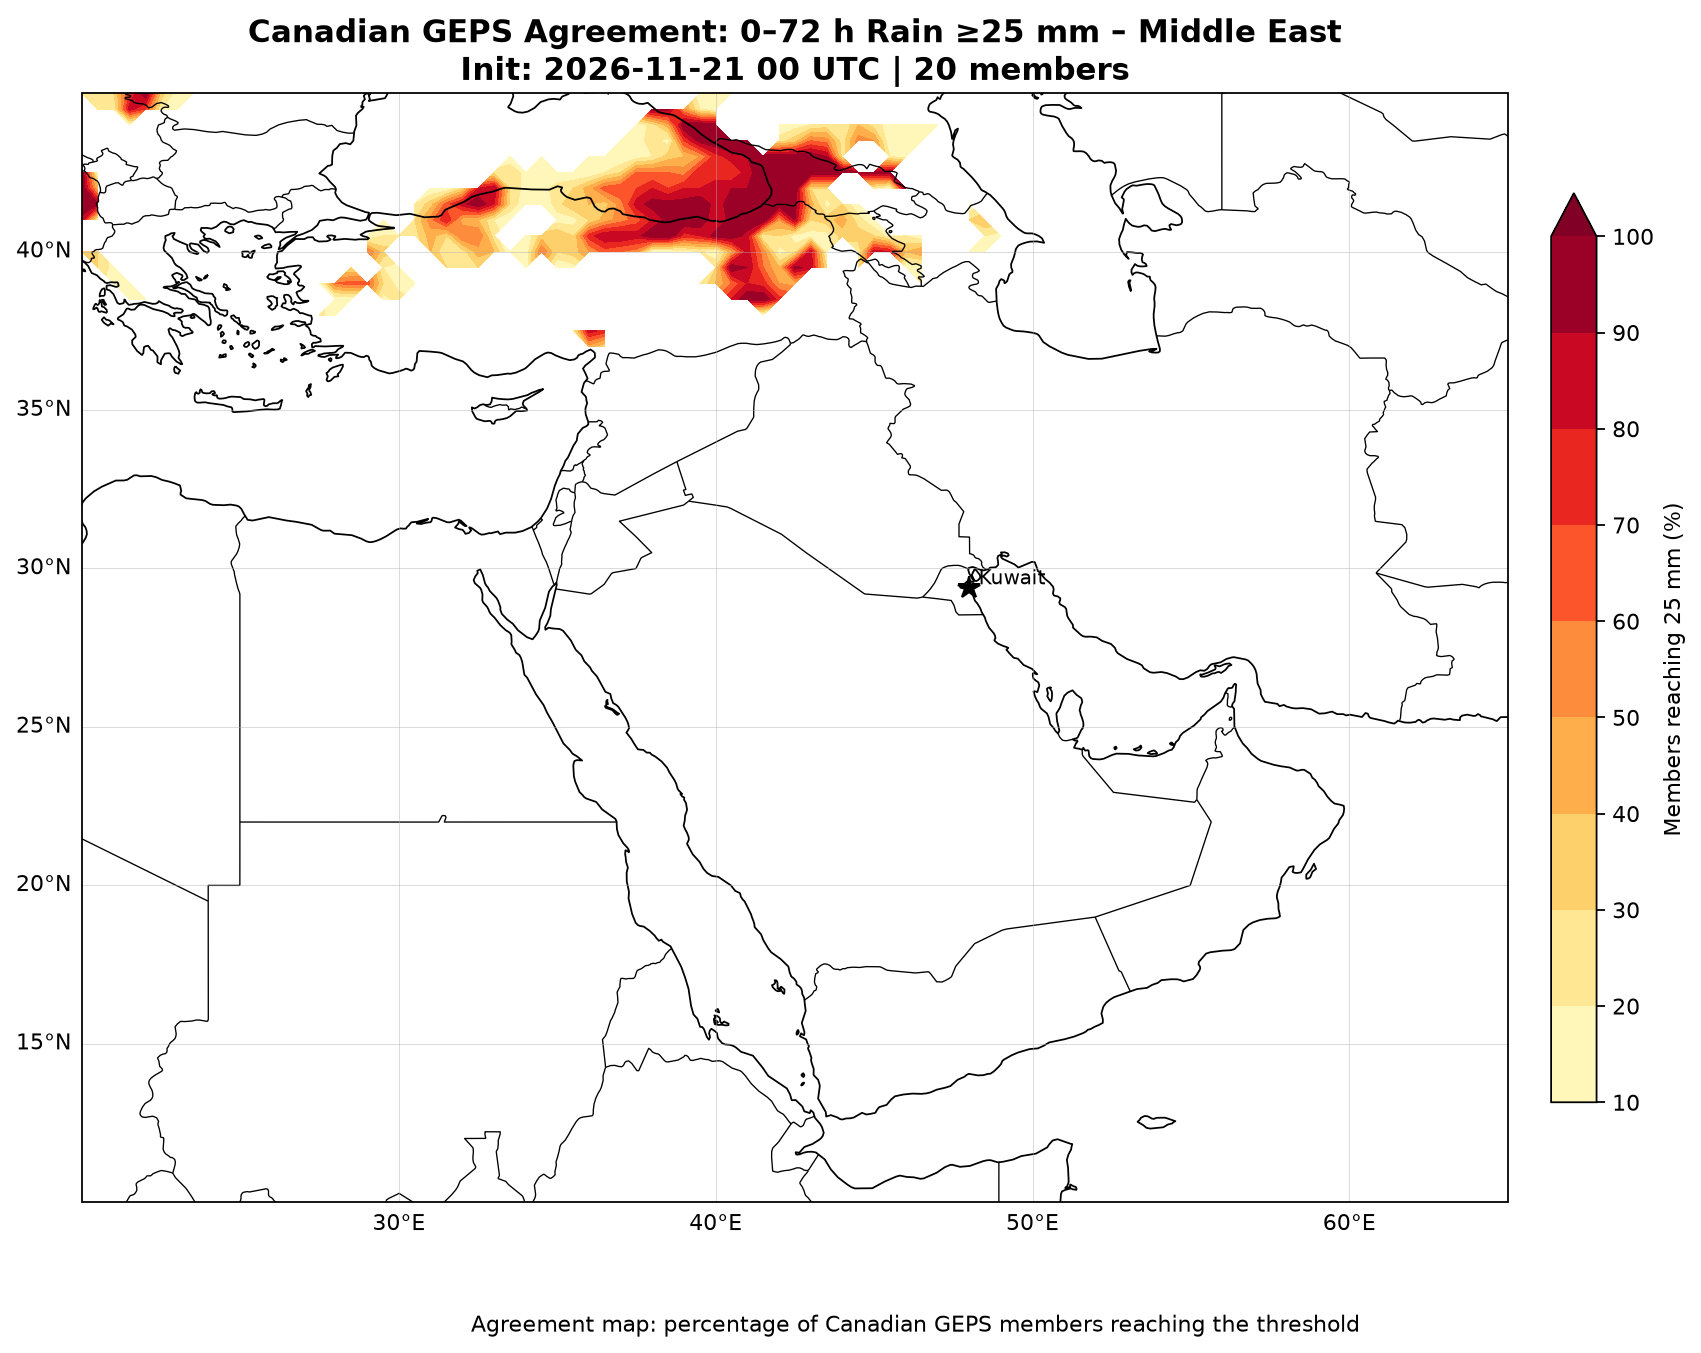 Canadian GEPS Agreement: 0–72 h Rain ≥25 mm – Middle East
Init: 2026-11-21 00 UTC | 20 members
40°N
35°N
30°N
25°N
20°N
15°N
30°E
40°E
50°E
60°E
Kuwait
100
90
80
70
60
50
40
30
20
10
Members reaching 25 mm (%)
Agreement map: percentage of Canadian GEPS members reaching the threshold